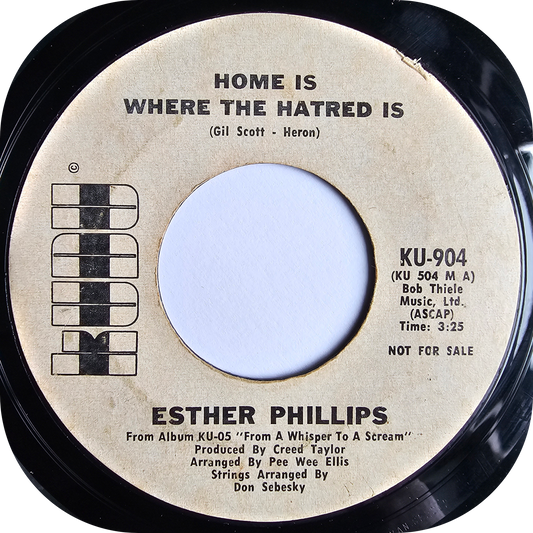 HOME IS
WHERE THE HATRED IS
(Gil Scott - Heron)
©
KUDU
KU-904
(KU 504 M A)
Bob Thiele
Music, Ltd.
(ASCAP)
Time: 3:25
NOT FOR SALE
ESTHER PHILLIPS
From Album KU-05 "From A Whisper To A Scream"
Produced By Creed Taylor
Arranged By Pee Wee Ellis
Strings Arranged By
Don Sebesky